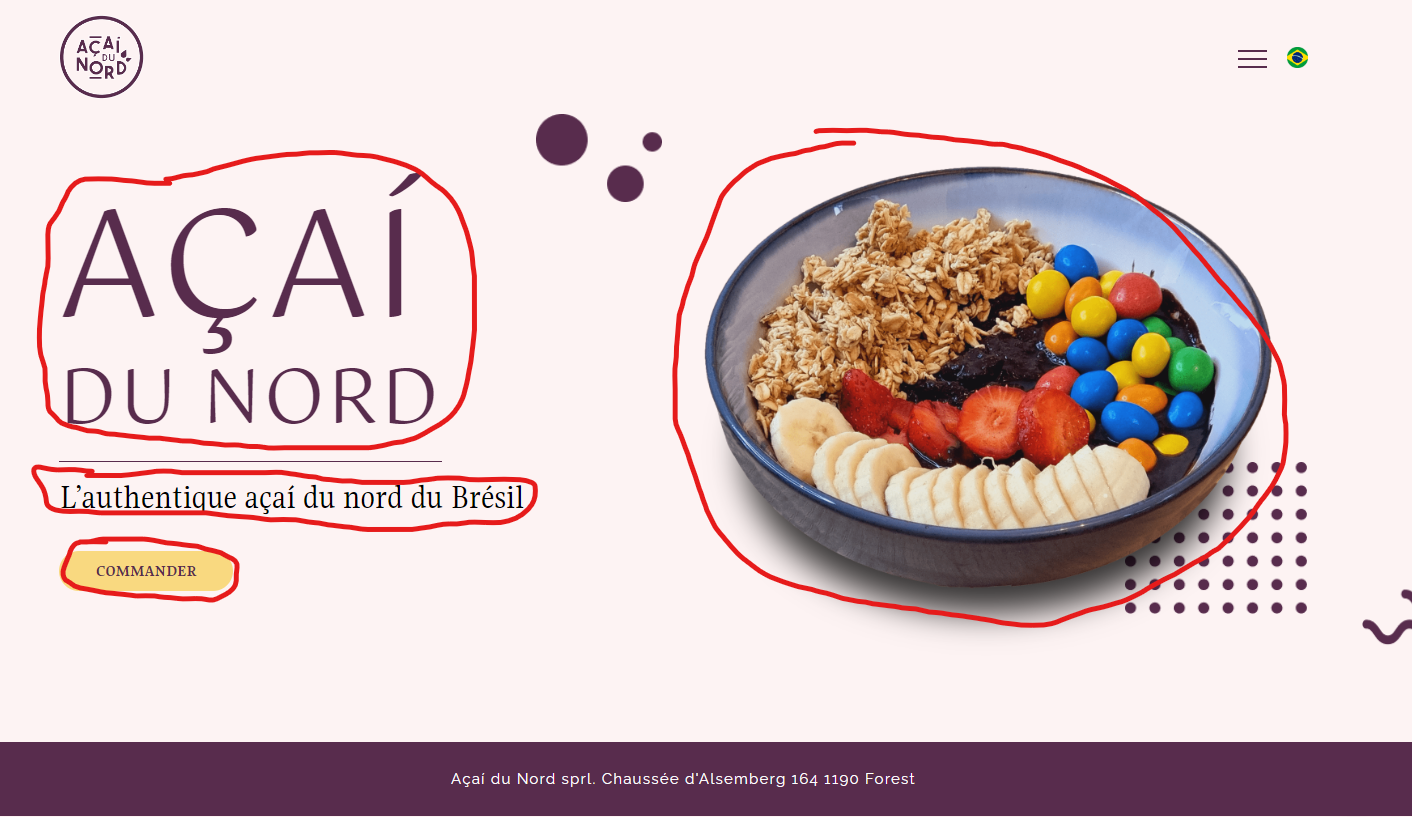 AÇAÍ
DU
NORD
AÇAÍ
DU NORD
L’authentique açaí du nord du Brésil
COMMANDER
Açaí du Nord sprl. Chaussée d'Alsemberg 164 1190 Forest